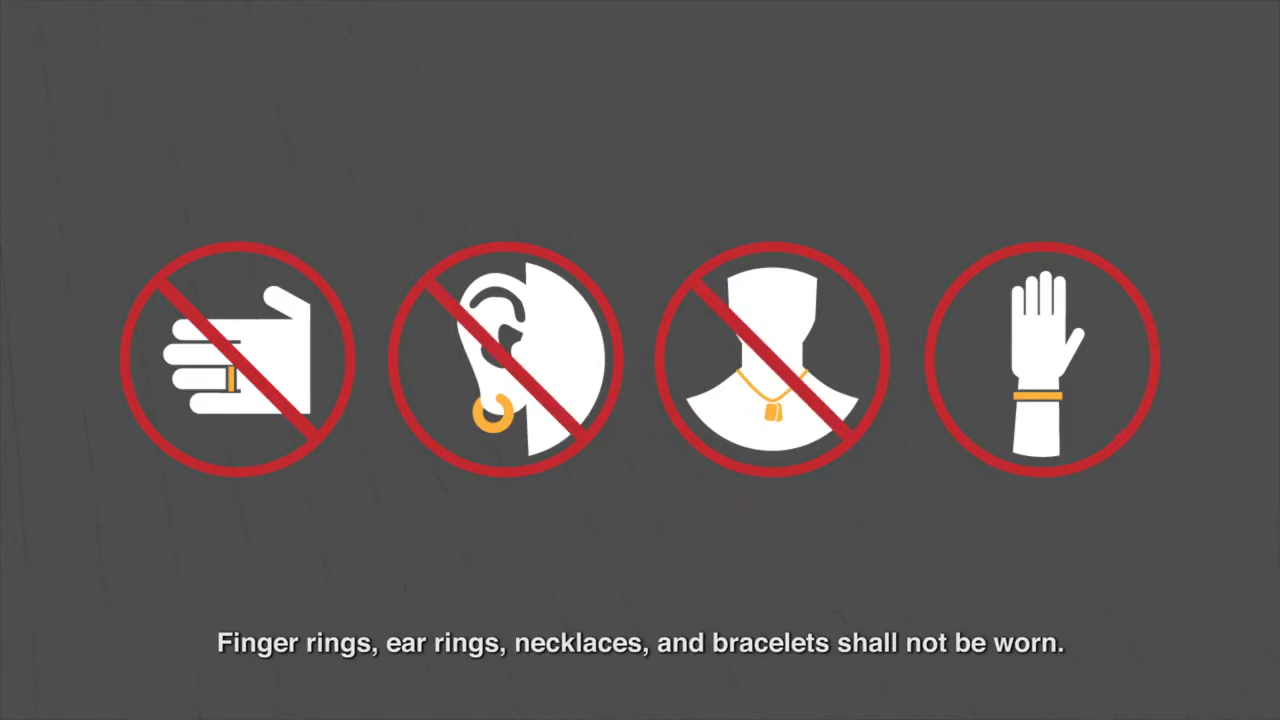 Finger rings, ear rings, necklaces, and bracelets shall not be worn.